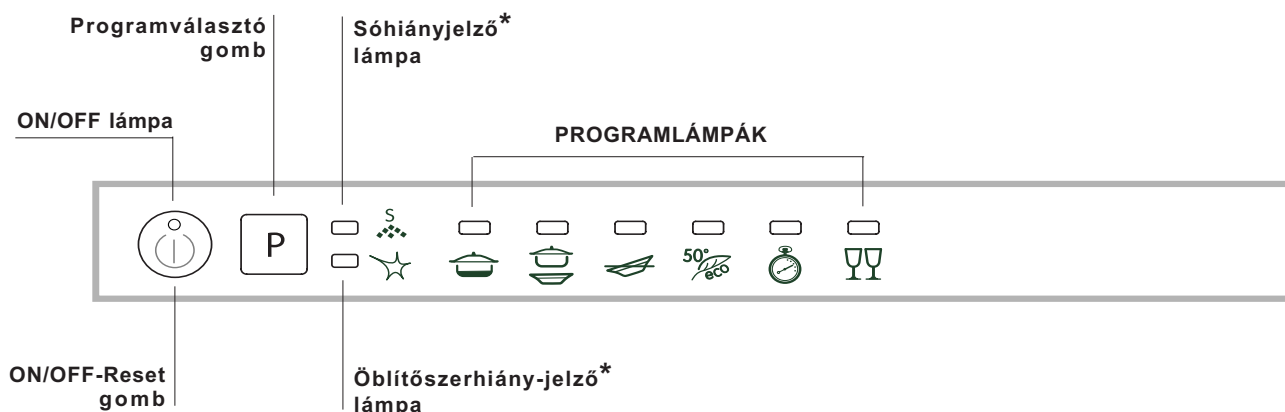 Programválasztó
gomb
Sóhiányjelző*
lámpa
ON/OFF lámpa
PROGRAMLÁMPÁK
P
S
50°
eco
ON/OFF-Reset
gomb
Öblítőszerhiány-jelző*
lámpa